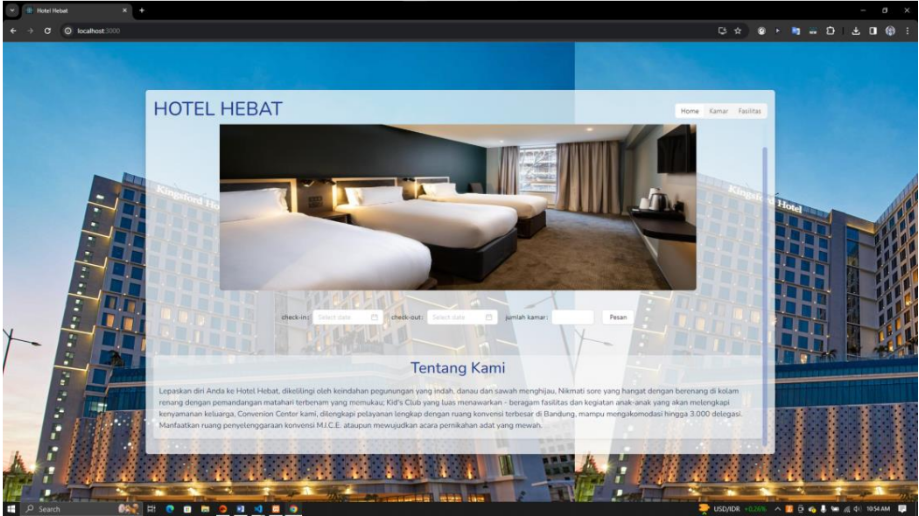 Hotel Hebat
localhost:3000
HOTEL HEBAT
Home Kamar Fasilitas
Kingsford Hotel
check-in: Select date check-out: Select date jumlah kamar: Pesan
Tentang Kami
Lepaskan diri Anda ke Hotel Hebat, dikelilingi oleh keindahan pegunungan yang indah, danau dan sawah menghijau, Nikmati sore yang hangat dengan berenang di kolam
renang dengan pemandangan matahari terbenam yang memukau; Kid's Club yang luas menawarkan - beragam fasilitas dan kegiatan anak-anak yang akan melengkapi
kenyamanan keluarga, Convenion Center kami, dilengkapi pelayanan lengkap dengan ruang konvensi terbesar di Bandung, mampu mengakomodasi hingga 3.000 delegasi.
Manfaatkan ruang penyelenggaraan konvensi M.I.C.E. ataupun mewujudkan acara pernikahan adat yang mewah.
Search USD/IDR +0,26% 10:54 AM